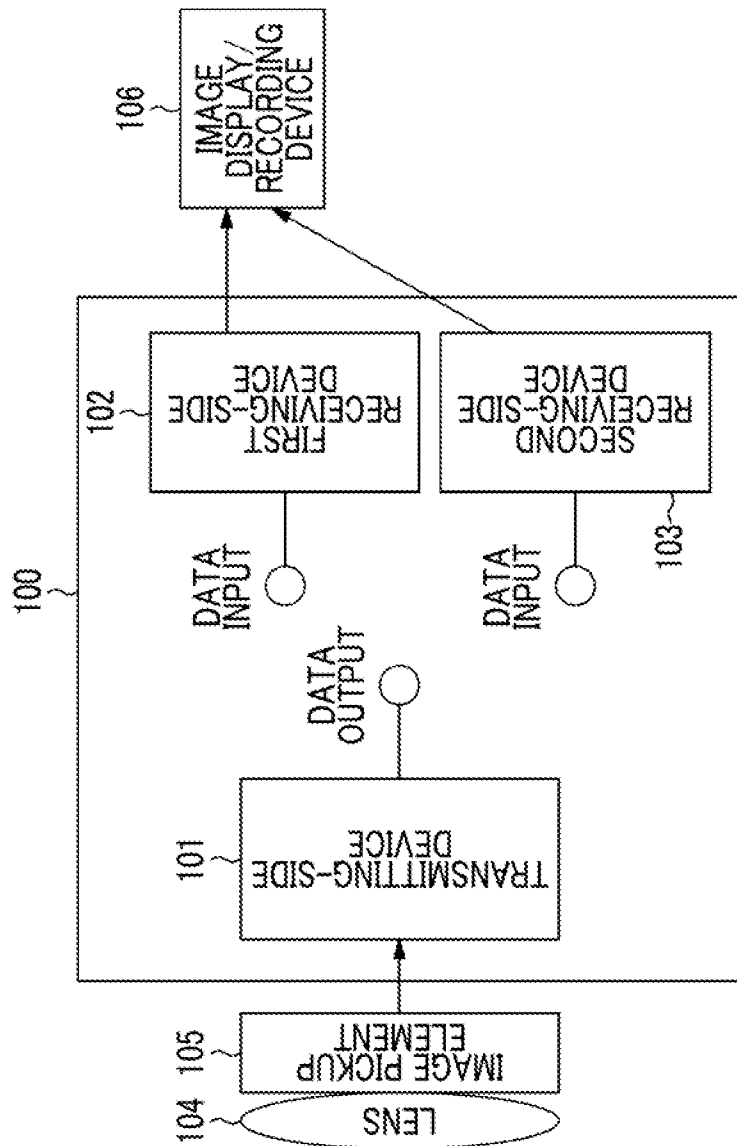 100
104
LENS
105
IMAGE PICKUP
ELEMENT
101
TRANSMITTING-SIDE
DEVICE
DATA
OUTPUT
DATA
INPUT
102
FIRST
RECEIVING-SIDE
DEVICE
DATA
INPUT
103
SECOND
RECEIVING-SIDE
DEVICE
106
IMAGE
DISPLAY/
RECORDING
DEVICE